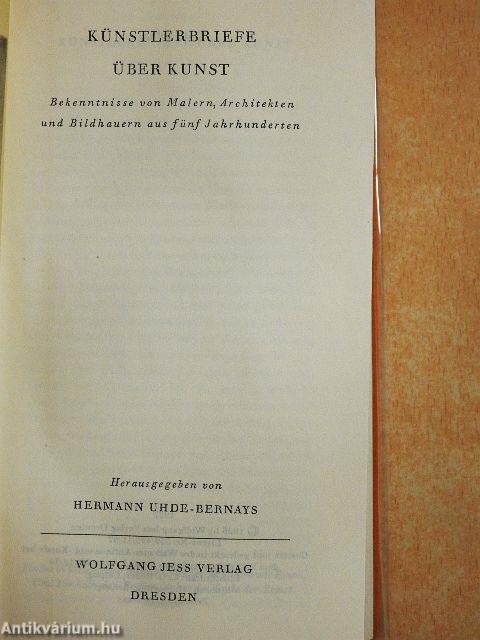 KÜNSTLERBRIEFE
ÜBER KUNST
Bekenntnisse von Malern, Architekten
und Bildhauern aus fünf Jahrhunderten
Herausgegeben von
HERMANN UHDE-BERNAYS
WOLFGANG JESS VERLAG
DRESDEN
Antikvárium.hu